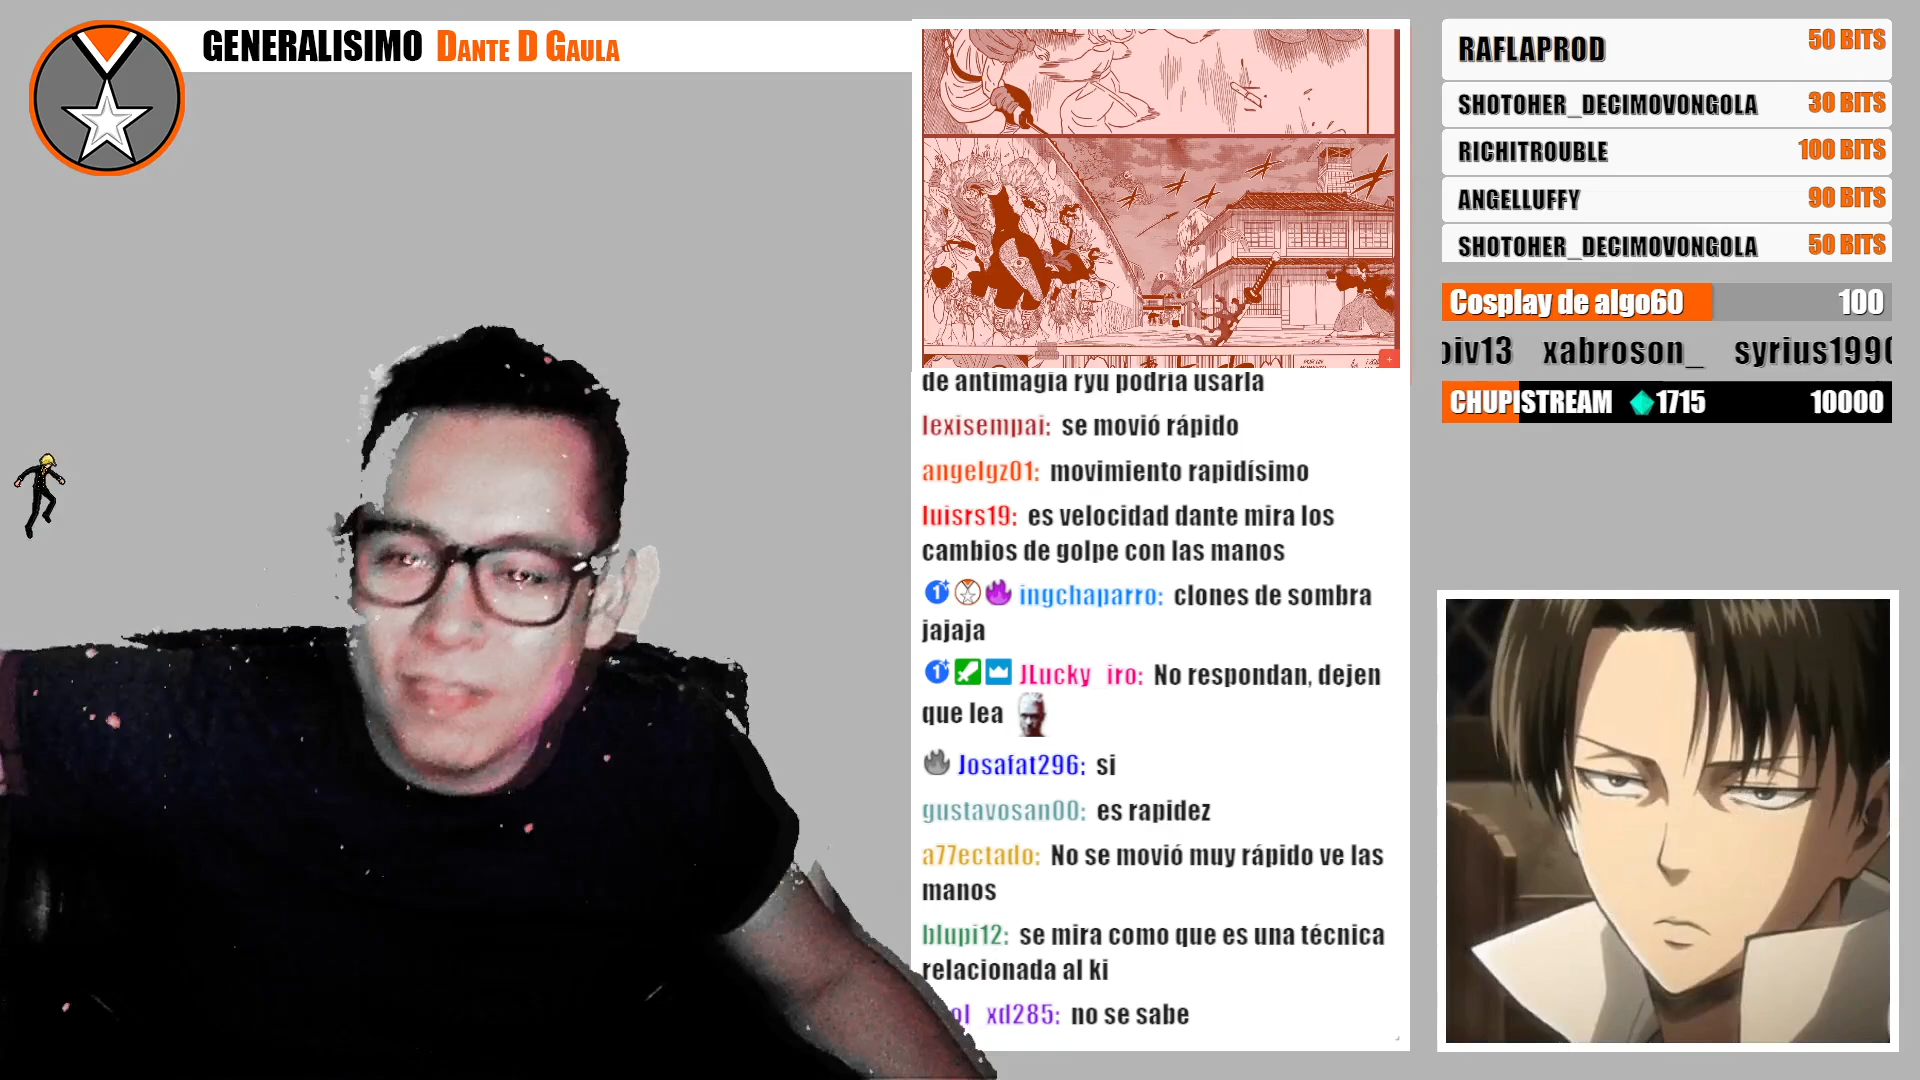 GENERALISIMO DANTE D GAULA
de antimagia ryu podria usarla
lexisempai: se movió rápido
angelgz01: movimiento rapidísimo
luisrs19: es velocidad dante mira los
cambios de golpe con las manos
ingchaparro: clones de sombra
jajaja
JLucky_iro: No respondan, dejen
que lea
Josafat296: si
gustavosan00: es rapidez
a77ectado: No se movió muy rápido ve las
manos
blupi12: se mira como que es una técnica
relacionada al ki
ol_xd285: no se sabe
RAFLAPROD 50 BITS
SHOTOHER_DECIMOVONGOLA 30 BITS
RICHITROUBLE 100 BITS
ANGELLUFFY 90 BITS
SHOTOHER_DECIMOVONGOLA 50 BITS
Cosplay de algo60 100
oiv13 xabroson_ syrius199
CHUPISTREAM 1715 10000